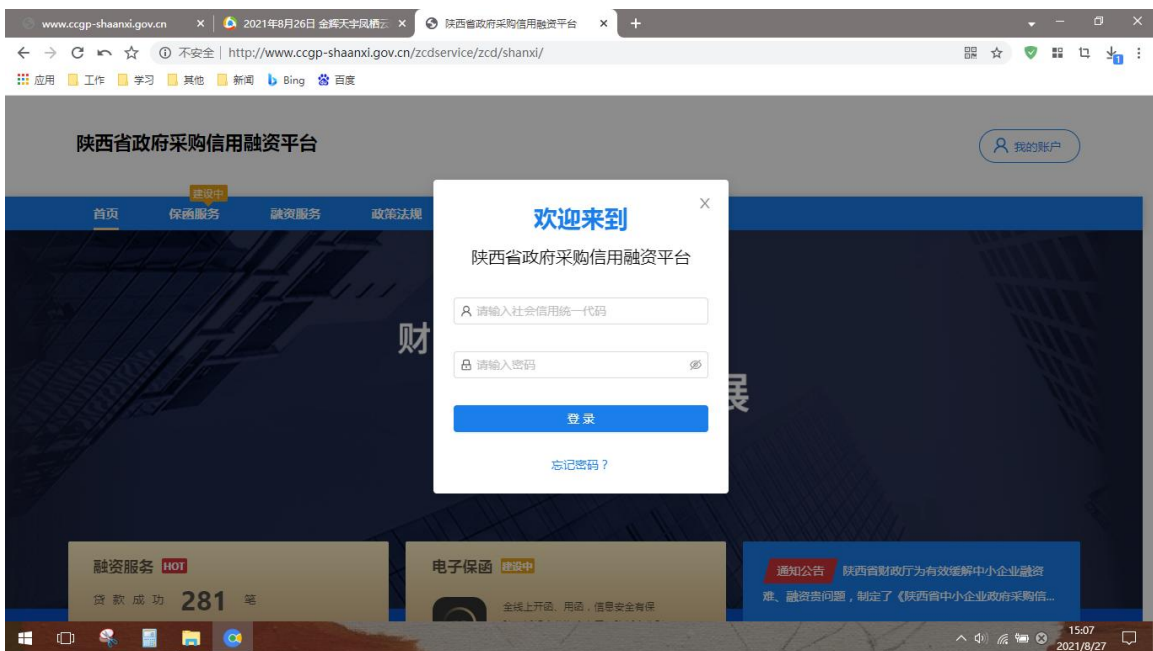 www.ccgp-shaanxi.gov.cn
2021年8月26日 金辉天宇凤栖云
陕西省政府采购信用融资平台
不安全 | http://www.ccgp-shaanxi.gov.cn/zcdservice/zcd/shanxi/
应用 工作 学习 其他 新闻 Bing 百度
陕西省政府采购信用融资平台
我的账户
建设中
首页 保函服务 融资服务 政策法规
欢迎来到
陕西省政府采购信用融资平台
请输入社会信用统一代码
财
请输入密码
展
登录
忘记密码？
融资服务 HOT
贷款成功 281 笔
电子保函 建设中
全线上开函、用函，信息安全有保
通知公告 陕西省财政厅为有效缓解中小企业融资
难、融资贵问题，制定了《陕西省中小企业政府采购信...
1
15:07
2021/8/27